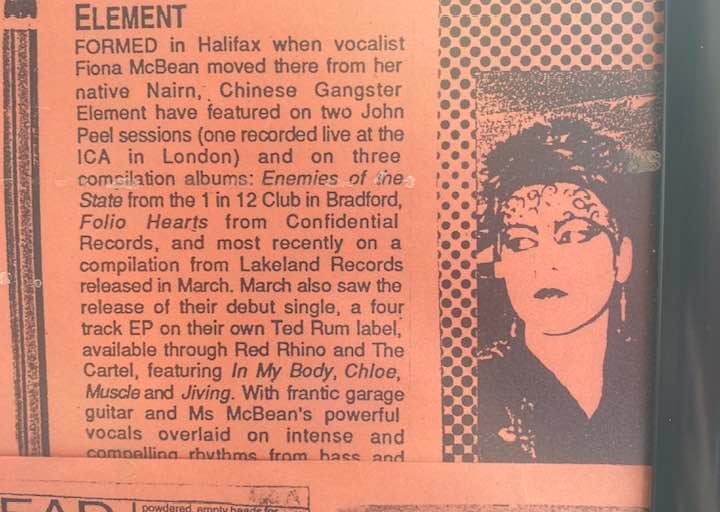 ELEMENT
FORMED in Halifax when vocalist
Fiona McBean moved there from her
native Nairn, Chinese Gangster
Element have featured on two John
Peel sessions (one recorded live at the
ICA in London) and on three
compilation albums: Enemies of the
State from the 1 in 12 Club in Bradford,
Folio Hearts from Confidential
Records, and most recently on a
compilation from Lakeland Records
released in March. March also saw the
release of their debut single, a four
track EP on their own Ted Rum label,
available through Red Rhino and The
Cartel, featuring In My Body, Chloe,
Muscle and Jiving. With frantic garage
guitar and Ms McBean's powerful
vocals overlaid on intense and
compelling rhythms from bass and
powdered, empty heads for